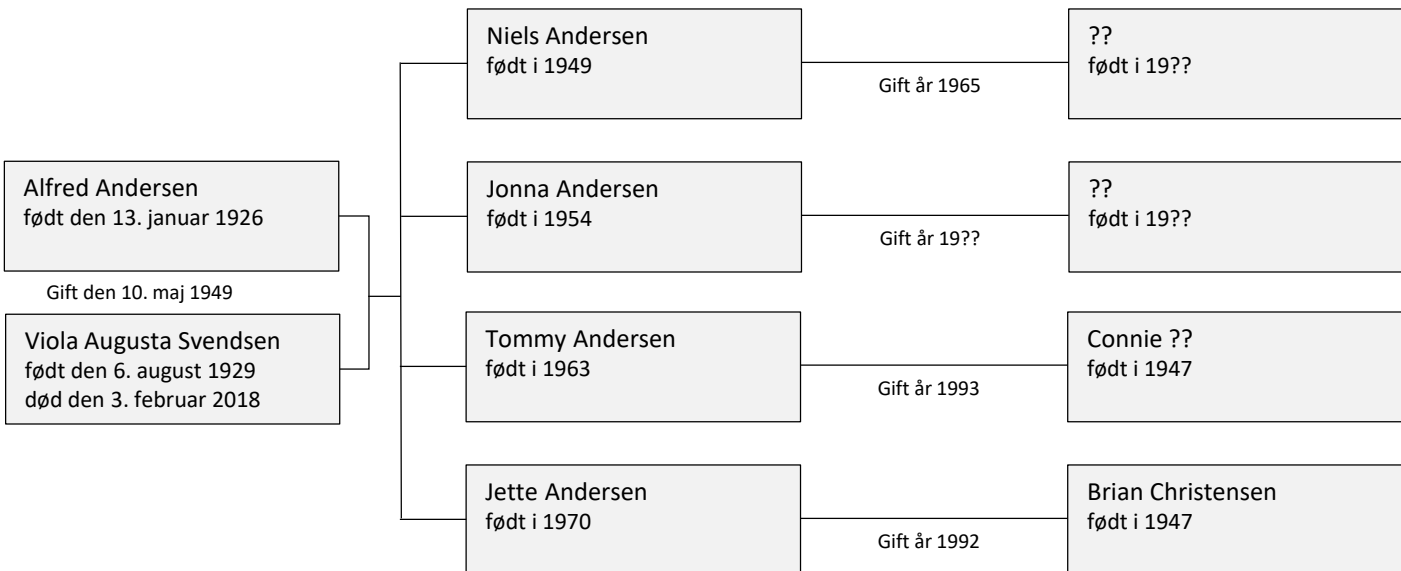 Niels Andersen
født i 1949
Gift år 1965
??
født i 19??
Alfred Andersen
født den 13. januar 1926
Gift den 10. maj 1949
Viola Augusta Svendsen
født den 6. august 1929
død den 3. februar 2018
Jonna Andersen
født i 1954
Gift år 19??
??
født i 19??
Tommy Andersen
født i 1963
Gift år 1993
Connie ??
født i 1947
Jette Andersen
født i 1970
Gift år 1992
Brian Christensen
født i 1947